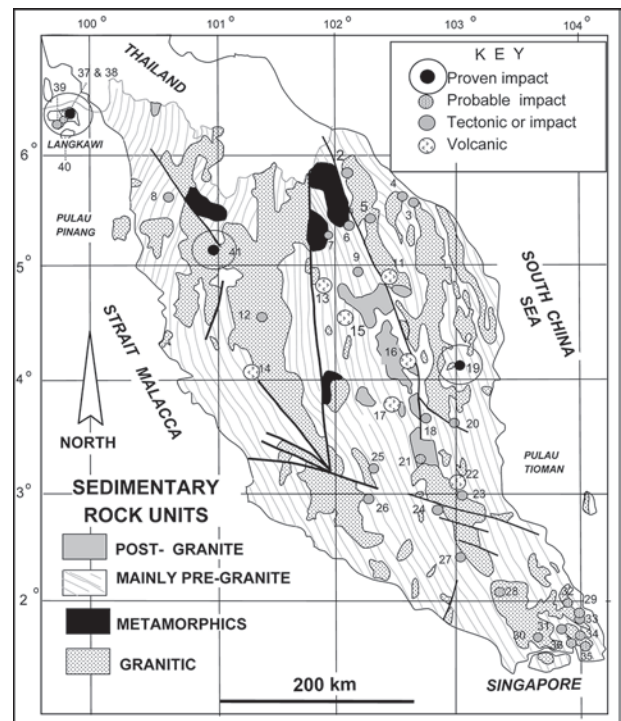 100° 101° 102° 103° 104°
KEY
Proven impact
Probable impact
Tectonic or impact
Volcanic
THAILAND
37 & 38
39
LANGKAWI
40
6°
2
4
3
8
5
6
7
PULAU
PINANG
41
9
11
5°
13
SOUTH CHINA
SEA
12
15
STRAIT MALACCA
14
16
19
4°
17
18
20
NORTH
21
PULAU
TIOMAN
25
22
3°
23
26
24
SEDIMENTARY
ROCK UNITS
POST- GRANITE
MAINLY PRE-GRANITE
27
2°
28
32
29
METAMORPHICS
31
33
30
34
GRANITIC
36
35
200 km
SINGAPORE